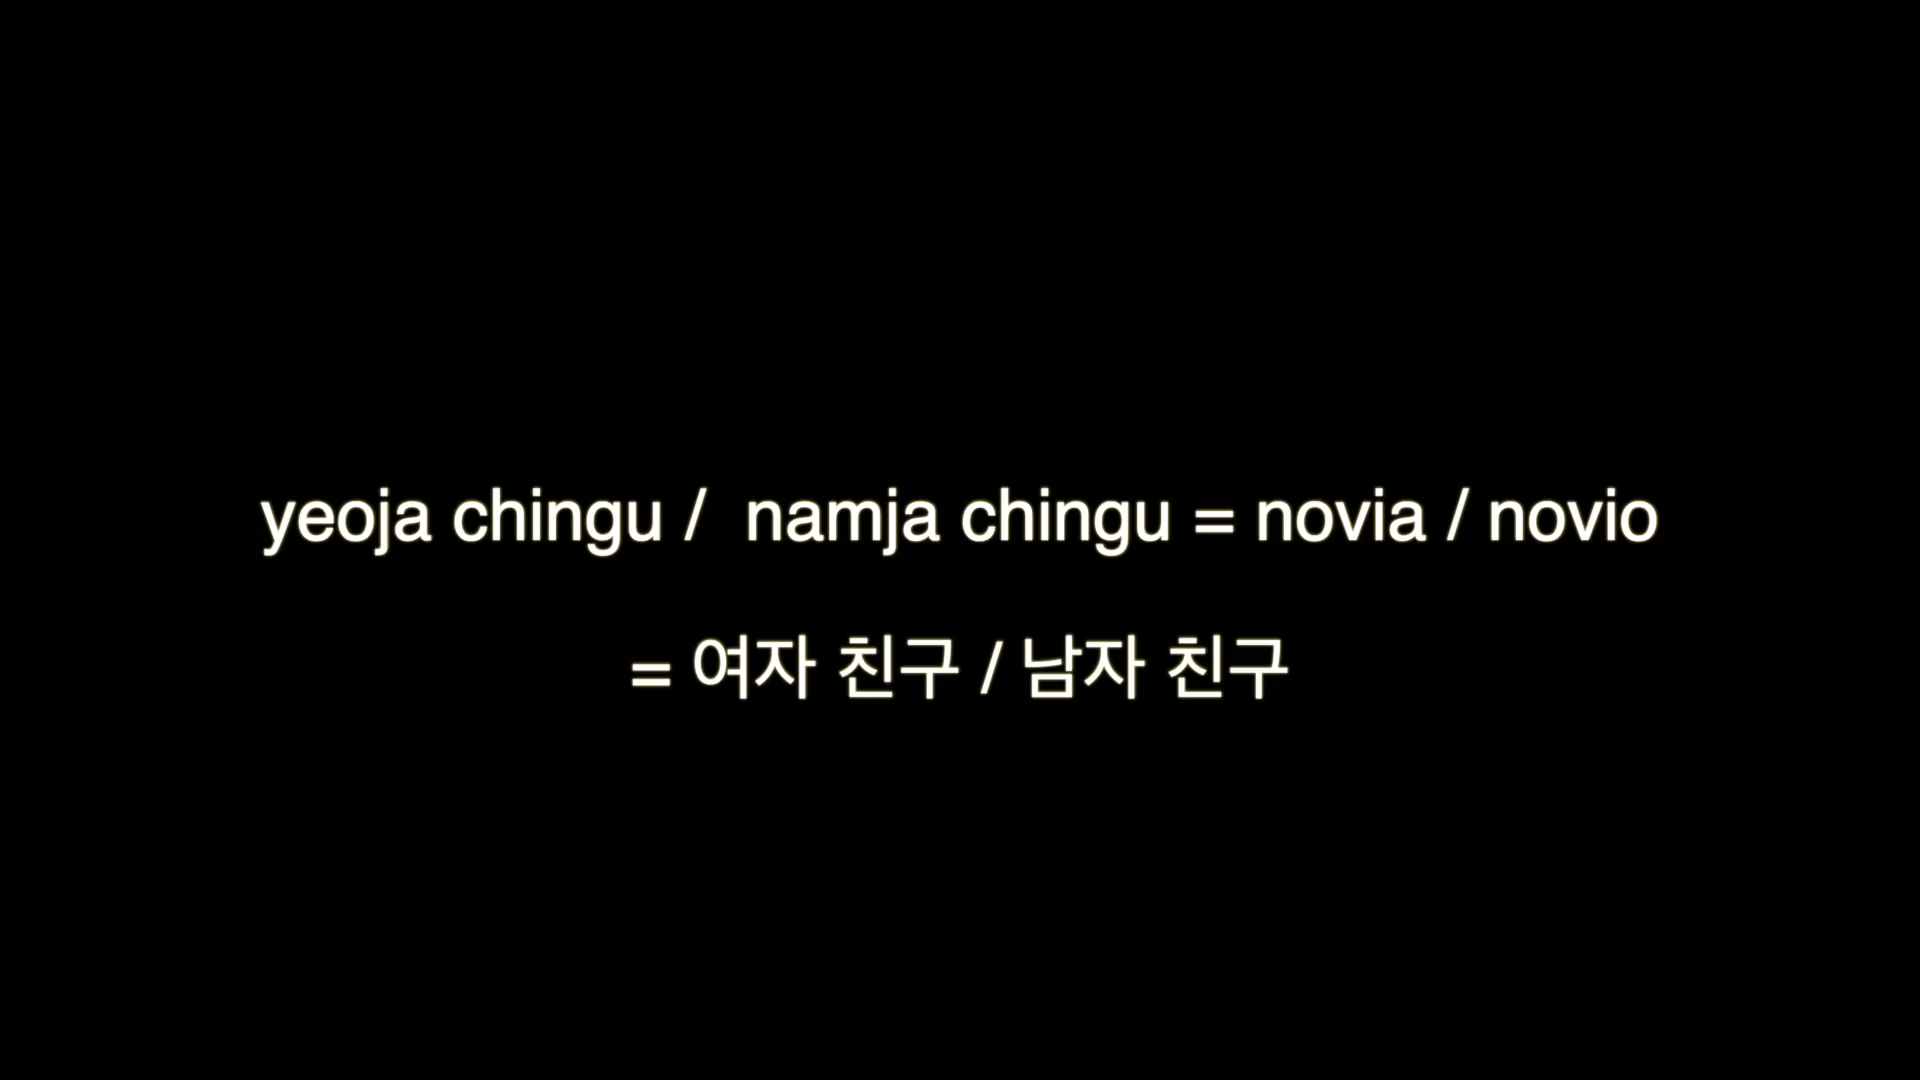 yeoja chingu /  namja chingu = novia / novio
= 여자 친구 / 남자 친구